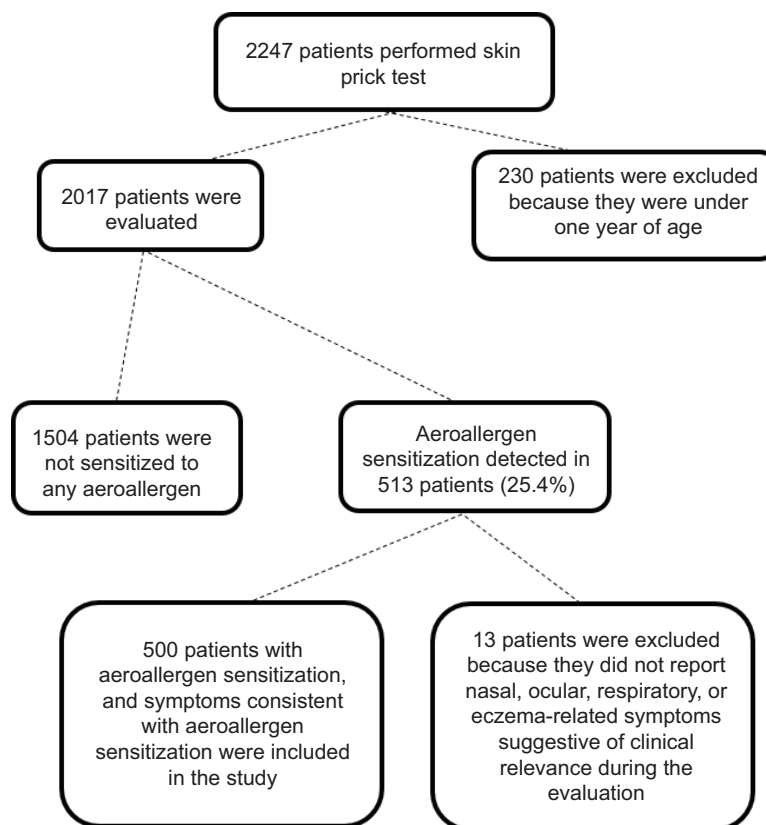 2247 patients performed skin
prick test
2017 patients were
evaluated
230 patients were excluded
because they were under
one year of age
1504 patients were
not sensitized to
any aeroallergen
Aeroallergen
sensitization detected in
513 patients (25.4%)
500 patients with
aeroallergen sensitization,
and symptoms consistent
with aeroallergen
sensitization were included
in the study
13 patients were excluded
because they did not report
nasal, ocular, respiratory, or
eczema-related symptoms
suggestive of clinical
relevance during the
evaluation